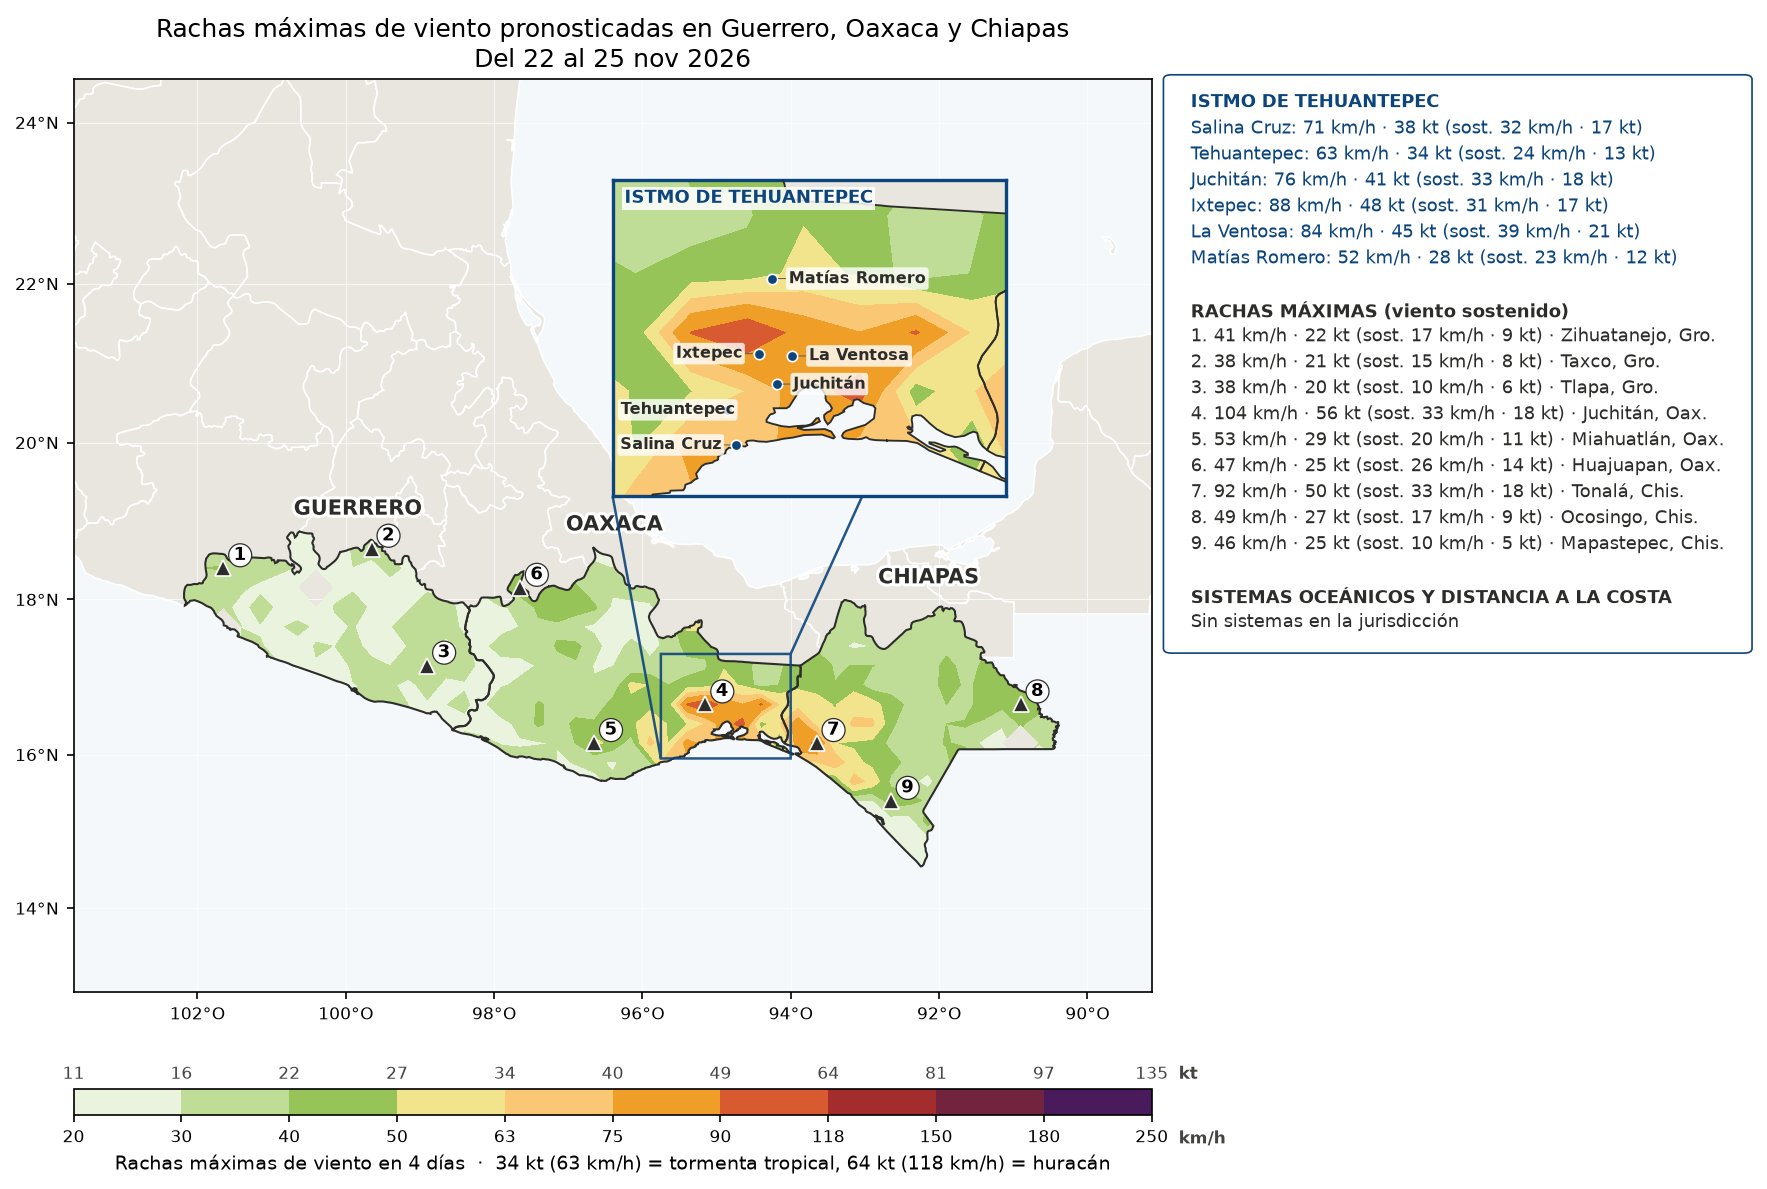 Rachas máximas de viento pronosticadas en Guerrero, Oaxaca y Chiapas
Del 22 al 25 nov 2026
24°N
22°N
20°N
18°N
16°N
14°N
102°O
100°O
98°O
96°O
94°O
92°O
90°O
ISTMO DE TEHUANTEPEC
Matías Romero
Ixtepec
La Ventosa
Juchitán
Tehuantepec
Salina Cruz
GUERRERO
OAXACA
CHIAPAS
1
2
3
4
5
6
7
8
9
ISTMO DE TEHUANTEPEC
Salina Cruz: 71 km/h · 38 kt (sost. 32 km/h · 17 kt)
Tehuantepec: 63 km/h · 34 kt (sost. 24 km/h · 13 kt)
Juchitán: 76 km/h · 41 kt (sost. 33 km/h · 18 kt)
Ixtepec: 88 km/h · 48 kt (sost. 31 km/h · 17 kt)
La Ventosa: 84 km/h · 45 kt (sost. 39 km/h · 21 kt)
Matías Romero: 52 km/h · 28 kt (sost. 23 km/h · 12 kt)
RACHAS MÁXIMAS (viento sostenido)
1. 41 km/h · 22 kt (sost. 17 km/h · 9 kt) · Zihuatanejo, Gro.
2. 38 km/h · 21 kt (sost. 15 km/h · 8 kt) · Taxco, Gro.
3. 38 km/h · 20 kt (sost. 10 km/h · 6 kt) · Tlapa, Gro.
4. 104 km/h · 56 kt (sost. 33 km/h · 18 kt) · Juchitán, Oax.
5. 53 km/h · 29 kt (sost. 20 km/h · 11 kt) · Miahuatlán, Oax.
6. 47 km/h · 25 kt (sost. 26 km/h · 14 kt) · Huajuapan, Oax.
7. 92 km/h · 50 kt (sost. 33 km/h · 18 kt) · Tonalá, Chis.
8. 49 km/h · 27 kt (sost. 17 km/h · 9 kt) · Ocosingo, Chis.
9. 46 km/h · 25 kt (sost. 10 km/h · 5 kt) · Mapastepec, Chis.
SISTEMAS OCEÁNICOS Y DISTANCIA A LA COSTA
Sin sistemas en la jurisdicción
11 16 22 27 34 40 49 64 81 97 135 kt
20 30 40 50 63 75 90 118 150 180 250 km/h
Rachas máximas de viento en 4 días · 34 kt (63 km/h) = tormenta tropical, 64 kt (118 km/h) = huracán